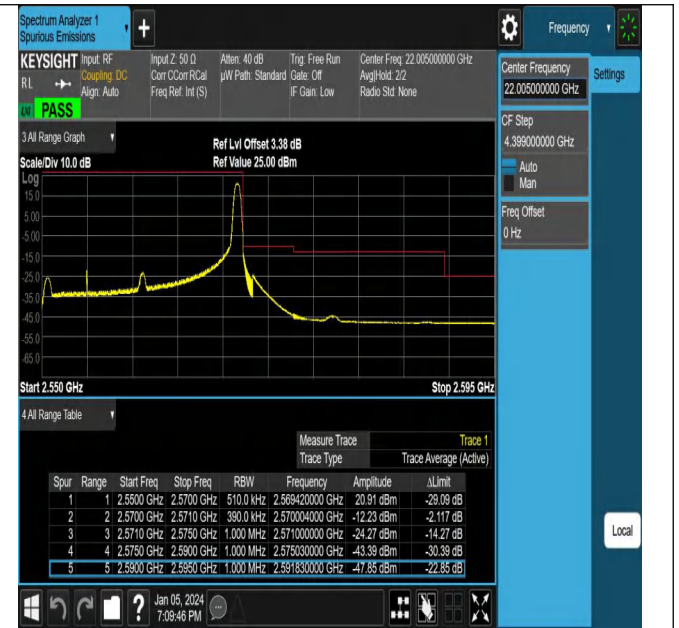 Spectrum Analyzer 1
Spurious Emissions
Frequency
KEYSIGHT
RL
Input: RF
Coupling: DC
Align: Auto
Input Z: 50 Ω
Corr CCorr RCal
Freq Ref: Int (S)
Atten: 40 dB
µW Path: Standard
Trig: Free Run
Gate: Off
IF Gain: Low
Center Freq: 22.005000000 GHz
Avg|Hold: 2/2
Radio Std: None
PASS
Center Frequency
22.005000000 GHz
Settings
CF Step
4.399000000 GHz
Auto
Man
Freq Offset
0 Hz
3 All Range Graph
Ref Lvl Offset 3.38 dB
Scale/Div 10.0 dB
Ref Value 25.00 dBm
Log
15.0
5.00
-5.00
-15.0
-25.0
-35.0
-45.0
-55.0
-65.0
Start 2.550 GHz
Stop 2.595 GHz
4 All Range Table
Measure Trace Trace 1
Trace Type Trace Average (Active)
Spur Range Start Freq Stop Freq RBW Frequency Amplitude ΔLimit
1 1 2.5500 GHz 2.5700 GHz 510.0 kHz 2.569420000 GHz 20.91 dBm -29.09 dB
2 2 2.5700 GHz 2.5710 GHz 390.0 kHz 2.570004000 GHz -12.23 dBm -2.117 dB
3 3 2.5710 GHz 2.5750 GHz 1.000 MHz 2.571000000 GHz -24.27 dBm -14.27 dB
4 4 2.5750 GHz 2.5900 GHz 1.000 MHz 2.575030000 GHz -43.39 dBm -30.39 dB
5 5 2.5900 GHz 2.5950 GHz 1.000 MHz 2.591830000 GHz -47.85 dBm -22.85 dB
Local
Jan 05, 2024
7:09:46 PM